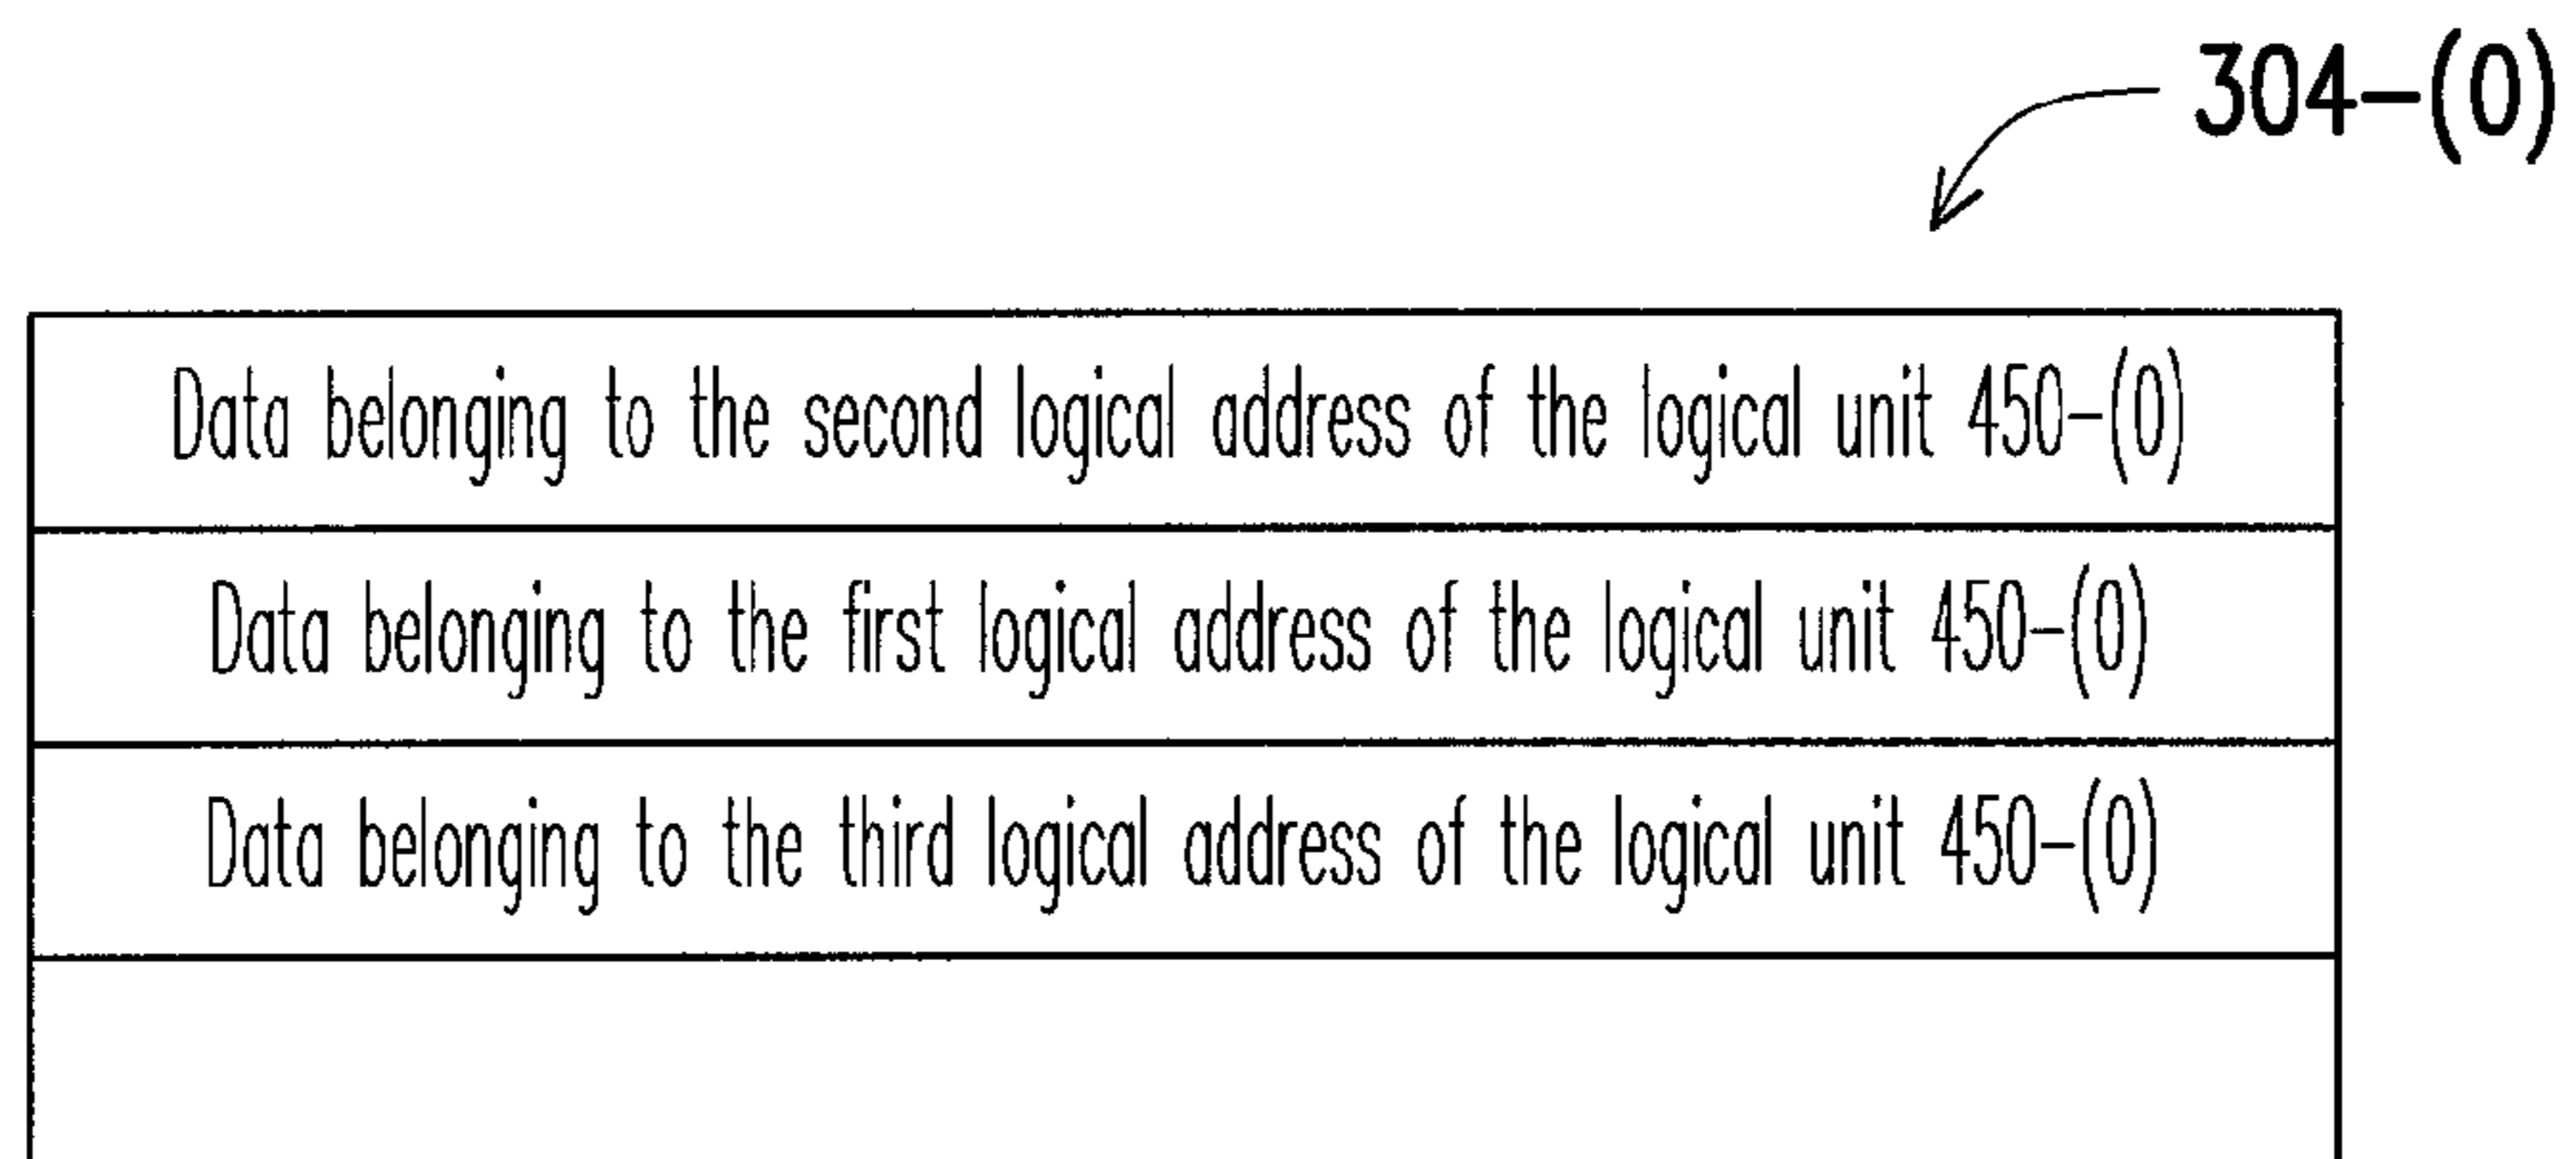 304-(0)
Data belonging to the second logical address of the logical unit 450-(0)
Data belonging to the first logical address of the logical unit 450-(0)
Data belonging to the third logical address of the logical unit 450-(0)